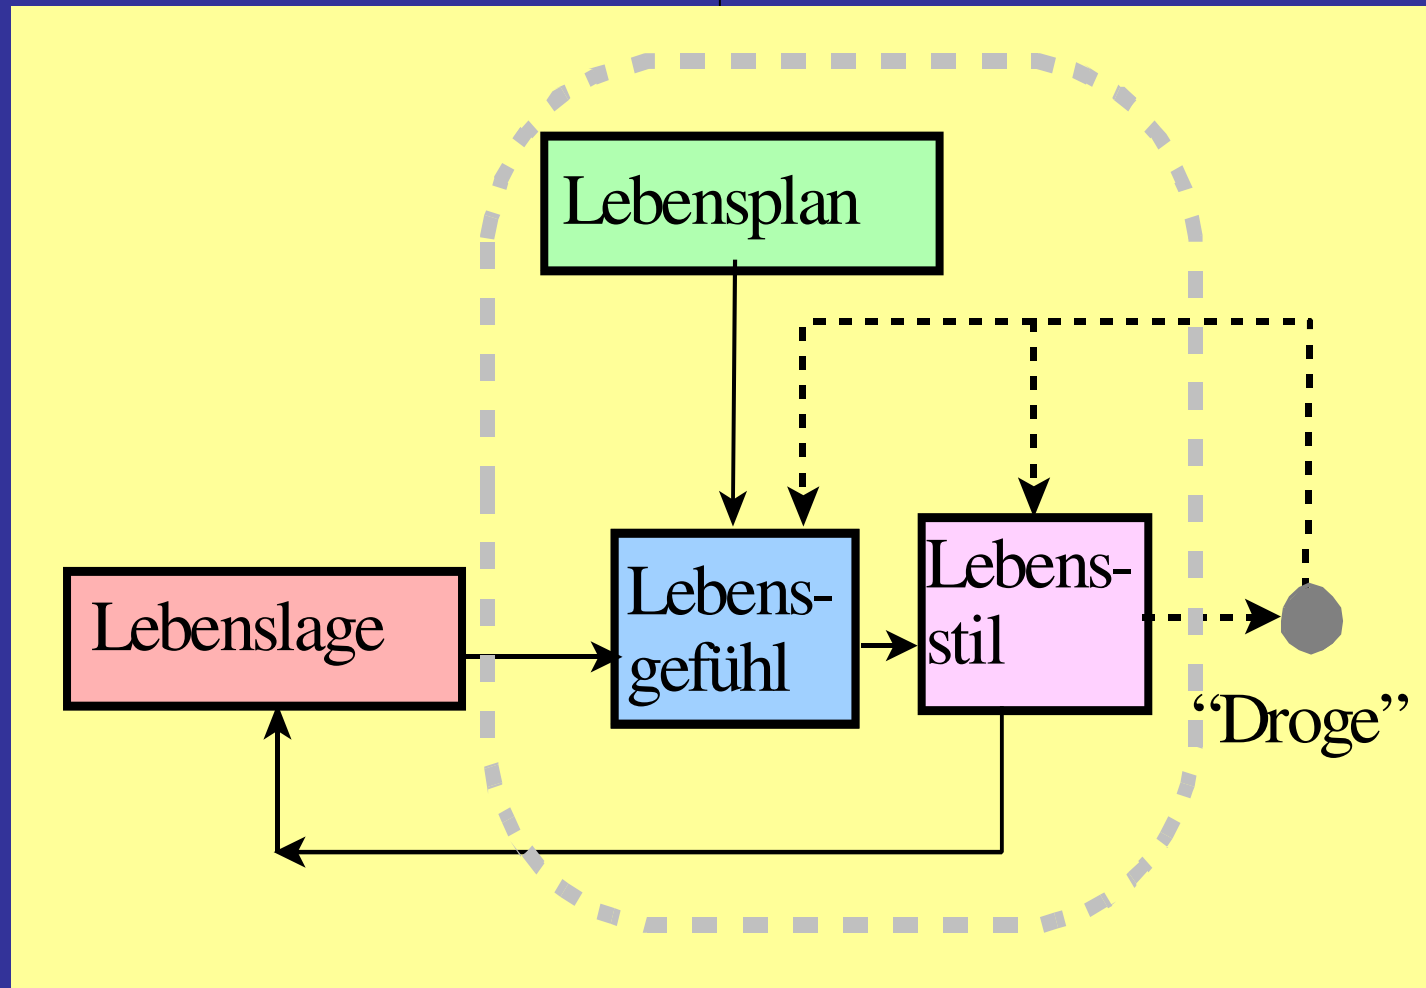 Lebensplan
Lebenslage
Lebens-
gefühl
Lebens-
stil
“Droge”